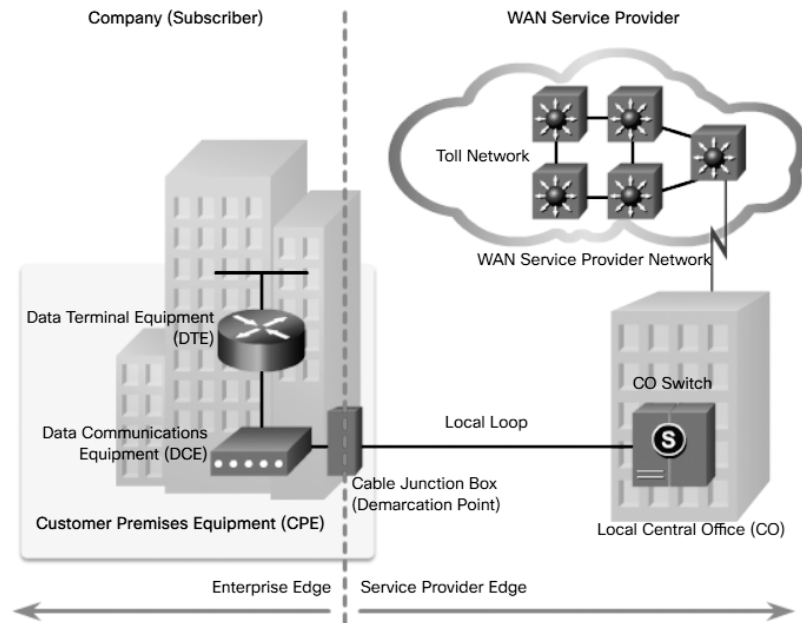 Company (Subscriber)
WAN Service Provider
Toll Network
WAN Service Provider Network
Data Terminal Equipment
(DTE)
CO Switch
S
Local Loop
Data Communications
Equipment (DCE)
Cable Junction Box
(Demarcation Point)
Customer Premises Equipment (CPE)
Local Central Office (CO)
Enterprise Edge
Service Provider Edge